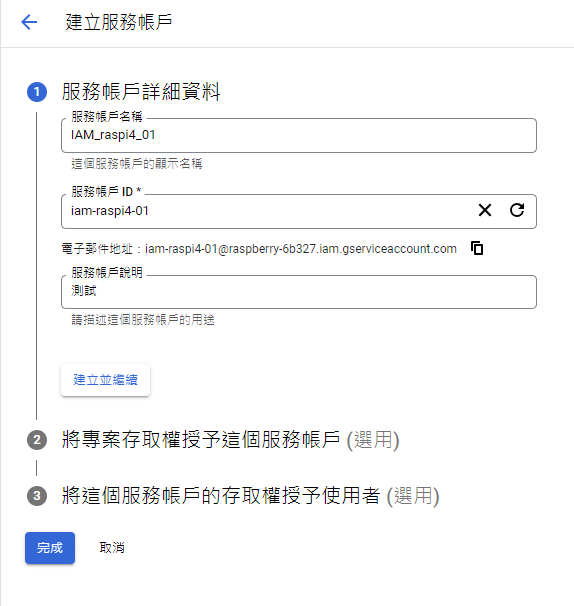 建立服務帳戶
1 服務帳戶詳細資料
服務帳戶名稱
IAM_raspi4_01
這個服務帳戶的顯示名稱
服務帳戶 ID *
iam-raspi4-01
電子郵件地址：iam-raspi4-01@raspberry-6b327.iam.gserviceaccount.com
服務帳戶說明
測試
請描述這個服務帳戶的用途
建立並繼續
2 將專案存取權授予這個服務帳戶 (選用)
3 將這個服務帳戶的存取權授予使用者 (選用)
完成 取消